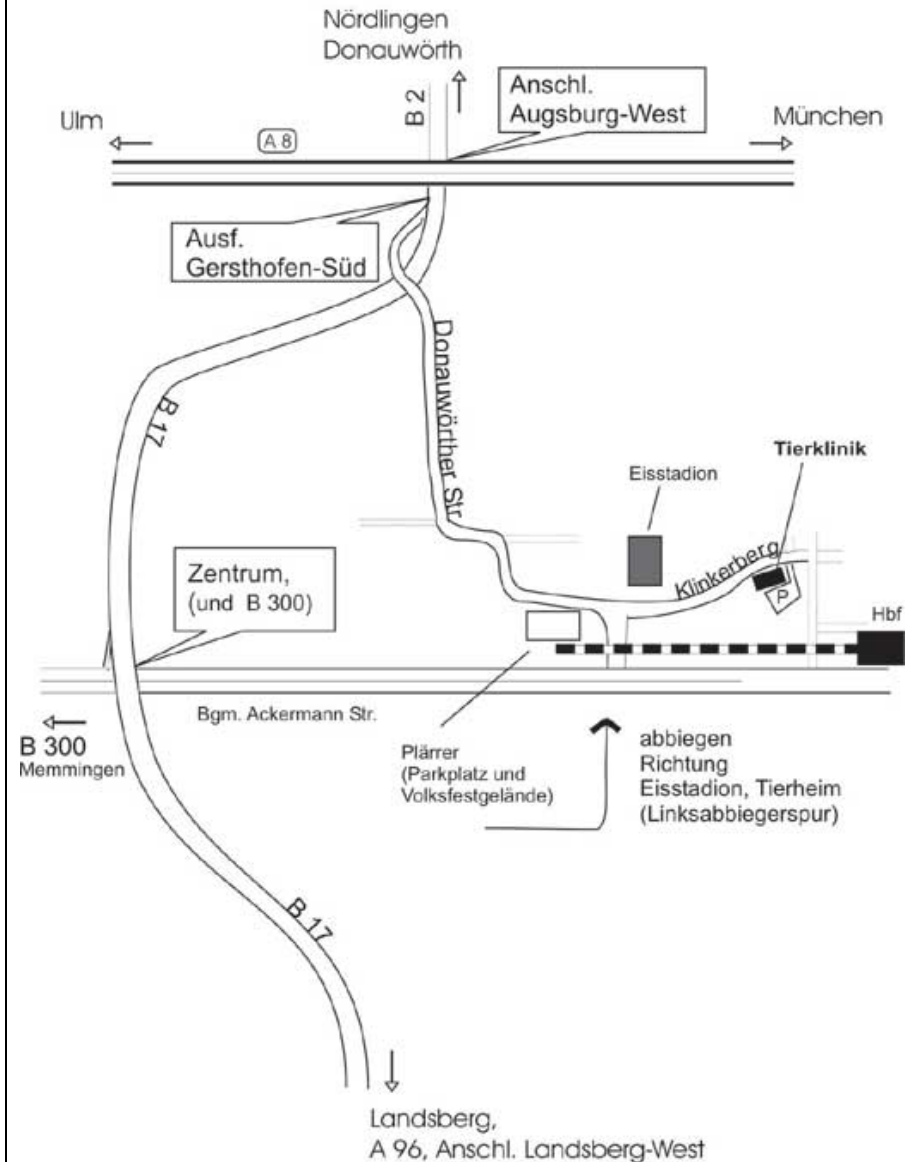 Nördlingen
Donauwörth
B 2
Anschl.
Augsburg-West
Ulm
A 8
München
Ausf.
Gersthofen-Süd
Donauwörther Str.
B 17
Tierklinik
Eisstadion
Klinkerberg
P
Zentrum,
(und B 300)
Hbf
Bgm. Ackermann Str.
B 300
Memmingen
Plärrer
(Parkplatz und
Volksfestgelände)
abbiegen
Richtung
Eisstadion, Tierheim
(Linksabbiegerspur)
B 17
Landsberg,
A 96, Anschl. Landsberg-West